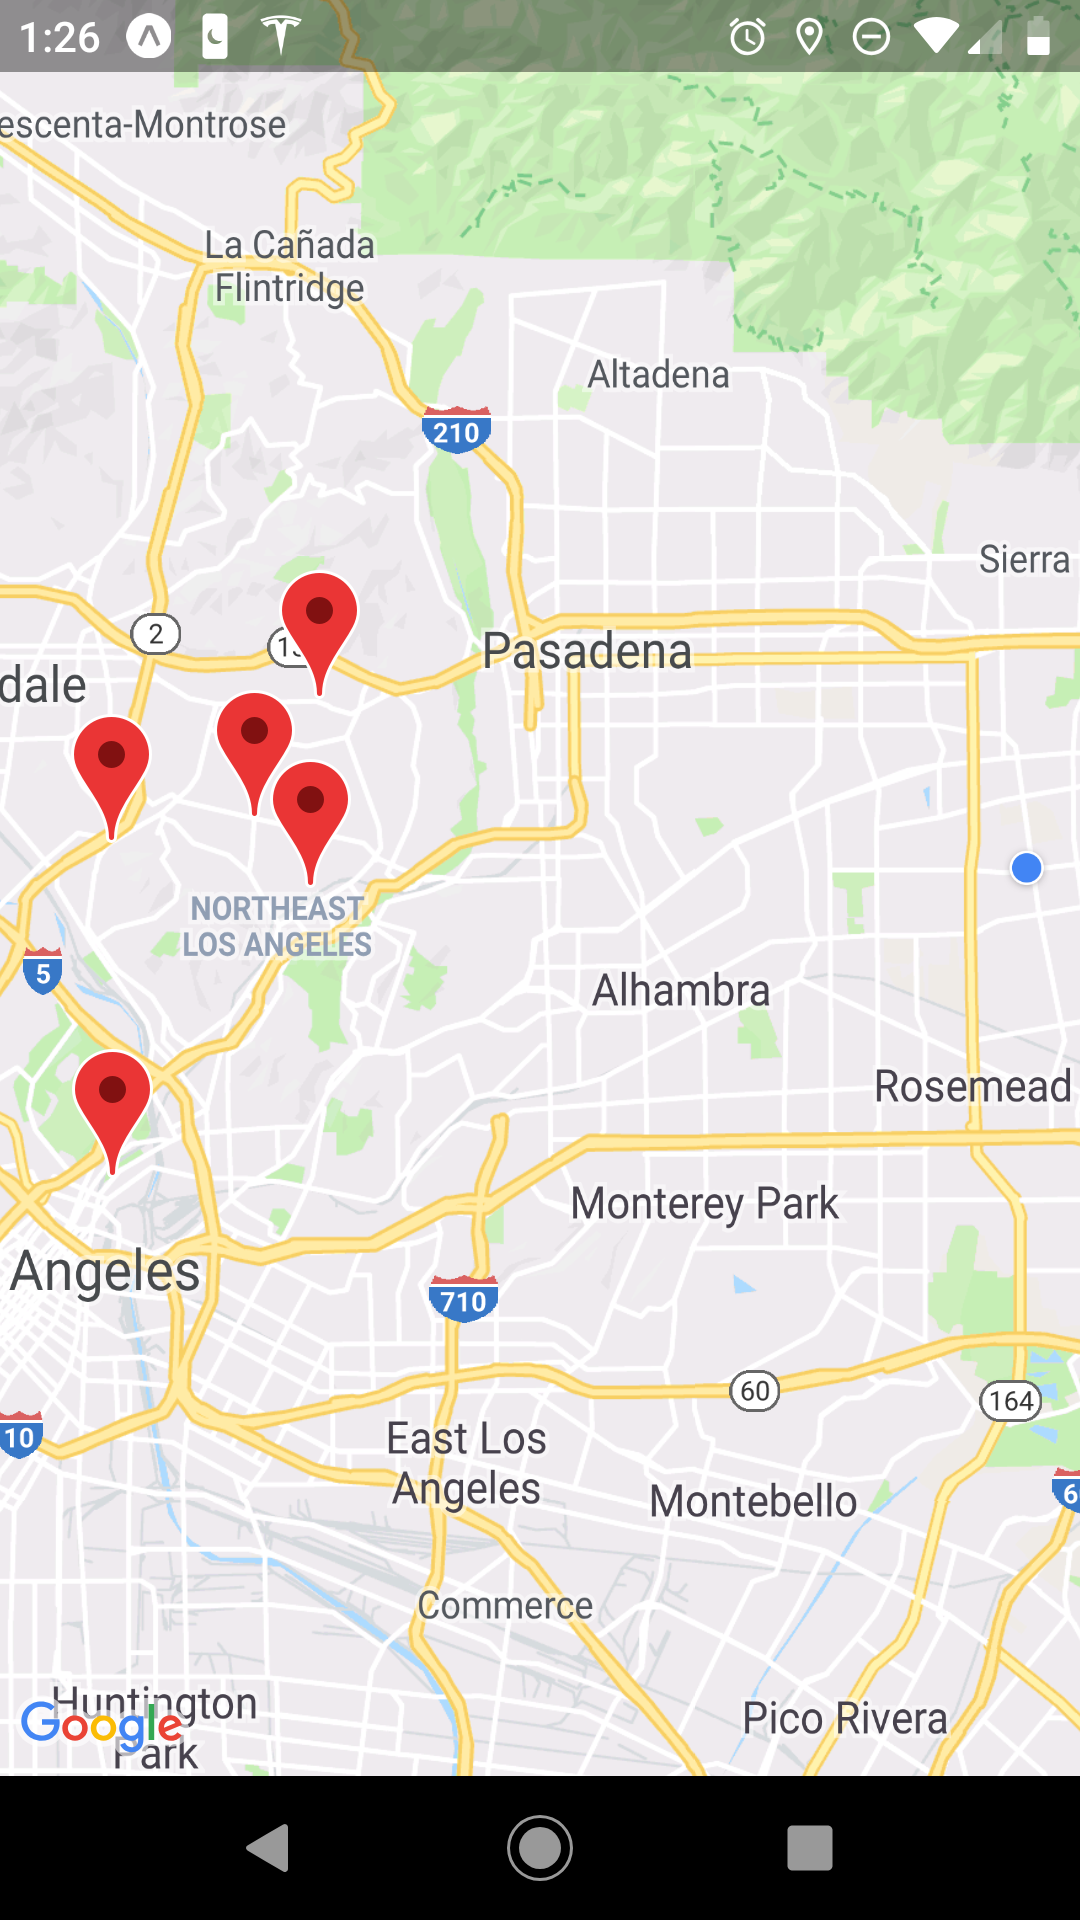 1:26
escenta-Montrose
La Cañada
Flintridge
Altadena
210
Sierra
2
Pasadena
dale
NORTHEAST
LOS ANGELES
5
Alhambra
Rosemead
Monterey Park
Angeles
710
60
164
10
East Los
Angeles
Montebello
6
Commerce
Huntington
Park
Google
Pico Rivera